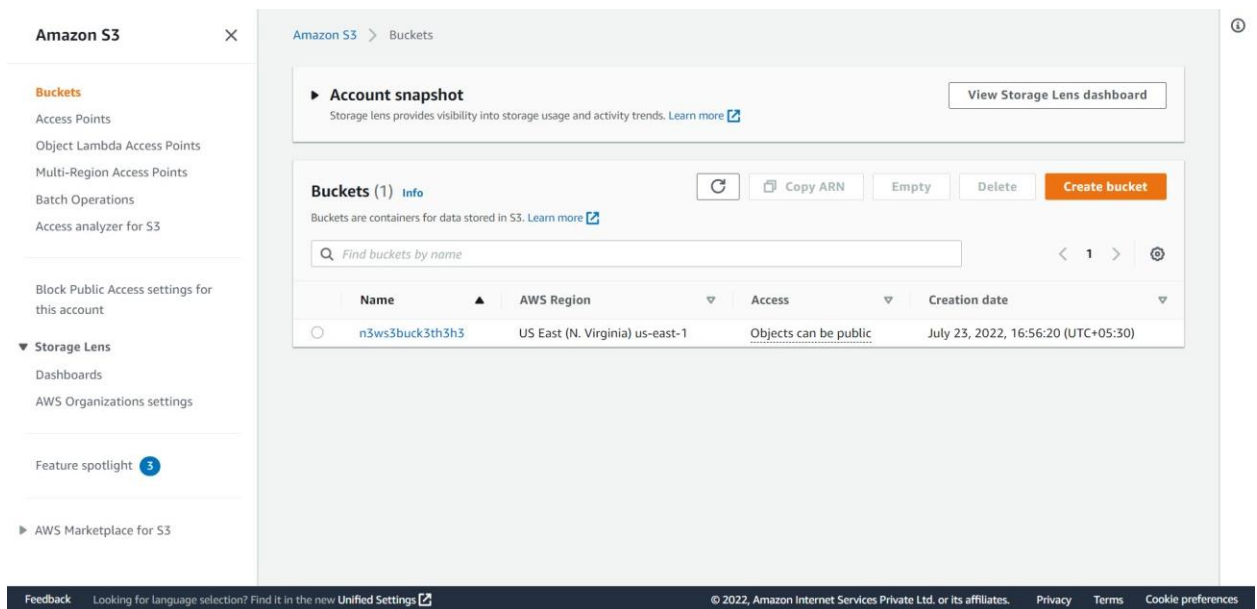 Amazon S3
Buckets
Access Points
Object Lambda Access Points
Multi-Region Access Points
Batch Operations
Access analyzer for S3
Block Public Access settings for
this account
Storage Lens
Dashboards
AWS Organizations settings
Feature spotlight 3
AWS Marketplace for S3
Amazon S3 > Buckets
Account snapshot
View Storage Lens dashboard
Storage lens provides visibility into storage usage and activity trends. Learn more
Buckets (1) Info
Copy ARN Empty Delete Create bucket
Buckets are containers for data stored in S3. Learn more
Find buckets by name
< 1 >
Name AWS Region Access Creation date
n3ws3buck3th3h3 US East (N. Virginia) us-east-1 Objects can be public July 23, 2022, 16:56:20 (UTC+05:30)
Feedback Looking for language selection? Find it in the new Unified Settings © 2022, Amazon Internet Services Private Ltd. or its affiliates. Privacy Terms Cookie preferences